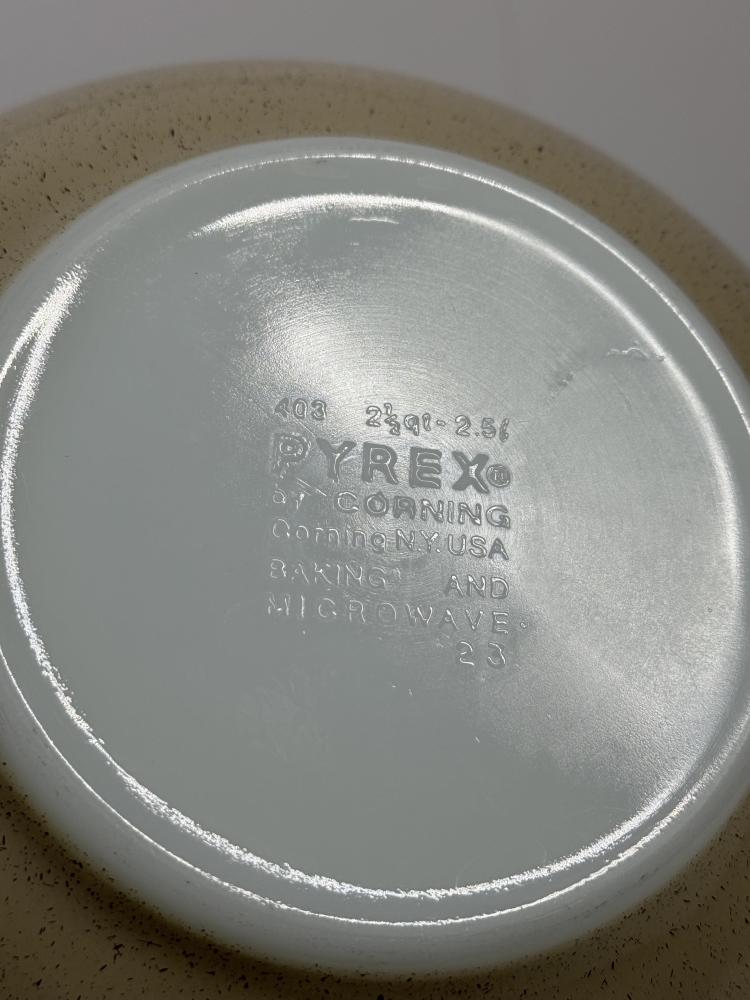 403 2½qt - 2.5ℓ
PYREX®
BY CORNING
Corning N.Y. USA
BAKING AND
MICROWAVE
23